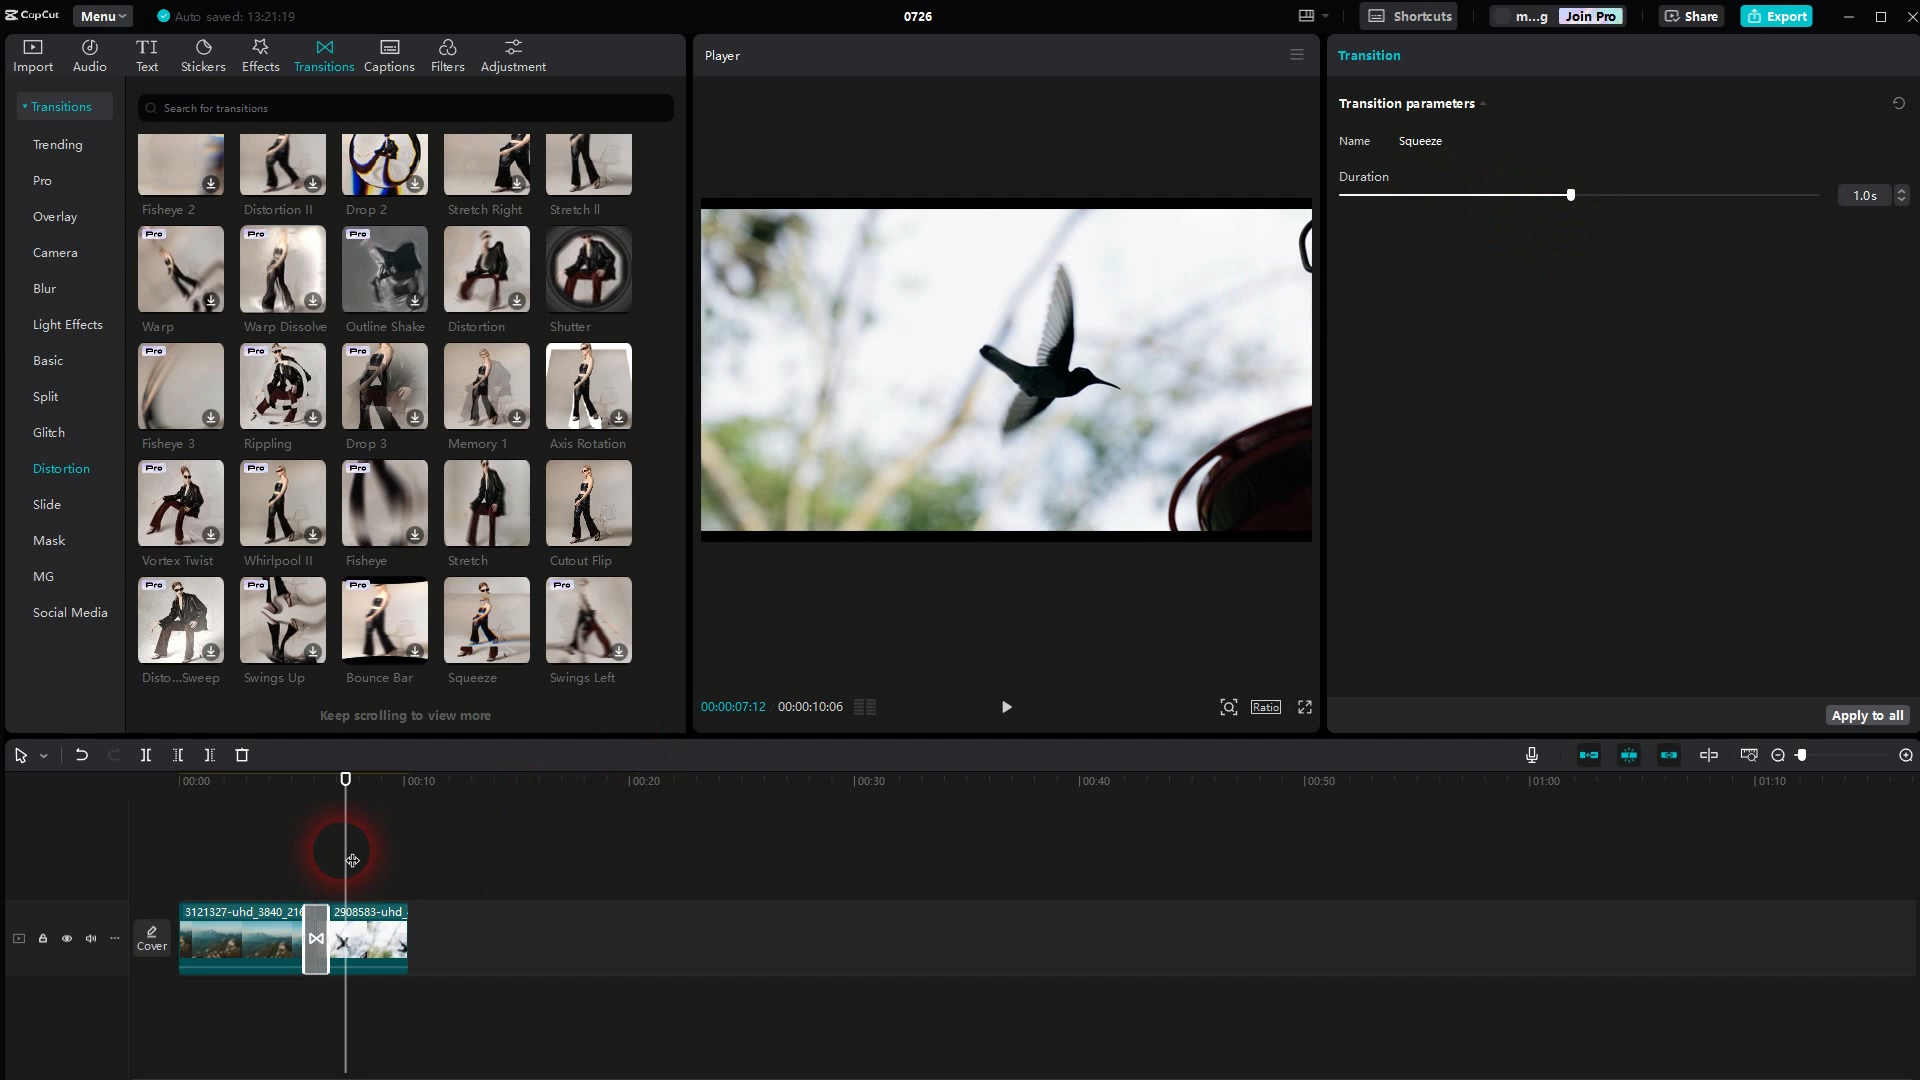 CapCut
Menu
Auto saved: 13:21:19
0726
Shortcuts
m...g
Join Pro
Share
Export
Import
Audio
TI
Text
Stickers
Effects
Transitions
Captions
Filters
Adjustment
Player
Transition
Transitions
Trending
Pro
Overlay
Camera
Blur
Light Effects
Basic
Split
Glitch
Distortion
Slide
Mask
MG
Social Media
Search for transitions
Fisheye 2
Distortion II
Drop 2
Stretch Right
Stretch ll
Pro
Pro
Pro
Warp
Warp Dissolve
Outline Shake
Distortion
Shutter
Pro
Pro
Pro
Fisheye 3
Rippling
Drop 3
Memory 1
Axis Rotation
Pro
Pro
Pro
Vortex Twist
Whirlpool II
Fisheye
Stretch
Cutout Flip
Pro
Pro
Pro
Pro
Disto...Sweep
Swings Up
Bounce Bar
Squeeze
Swings Left
Keep scrolling to view more
00:00:07:12
00:00:10:06
Ratio
Transition parameters
Name
Squeeze
Duration
1.0s
Apply to all
00:00
00:10
00:20
00:30
00:40
00:50
01:00
01:10
3121327-uhd_3840_216
2908583-uhd_
Cover